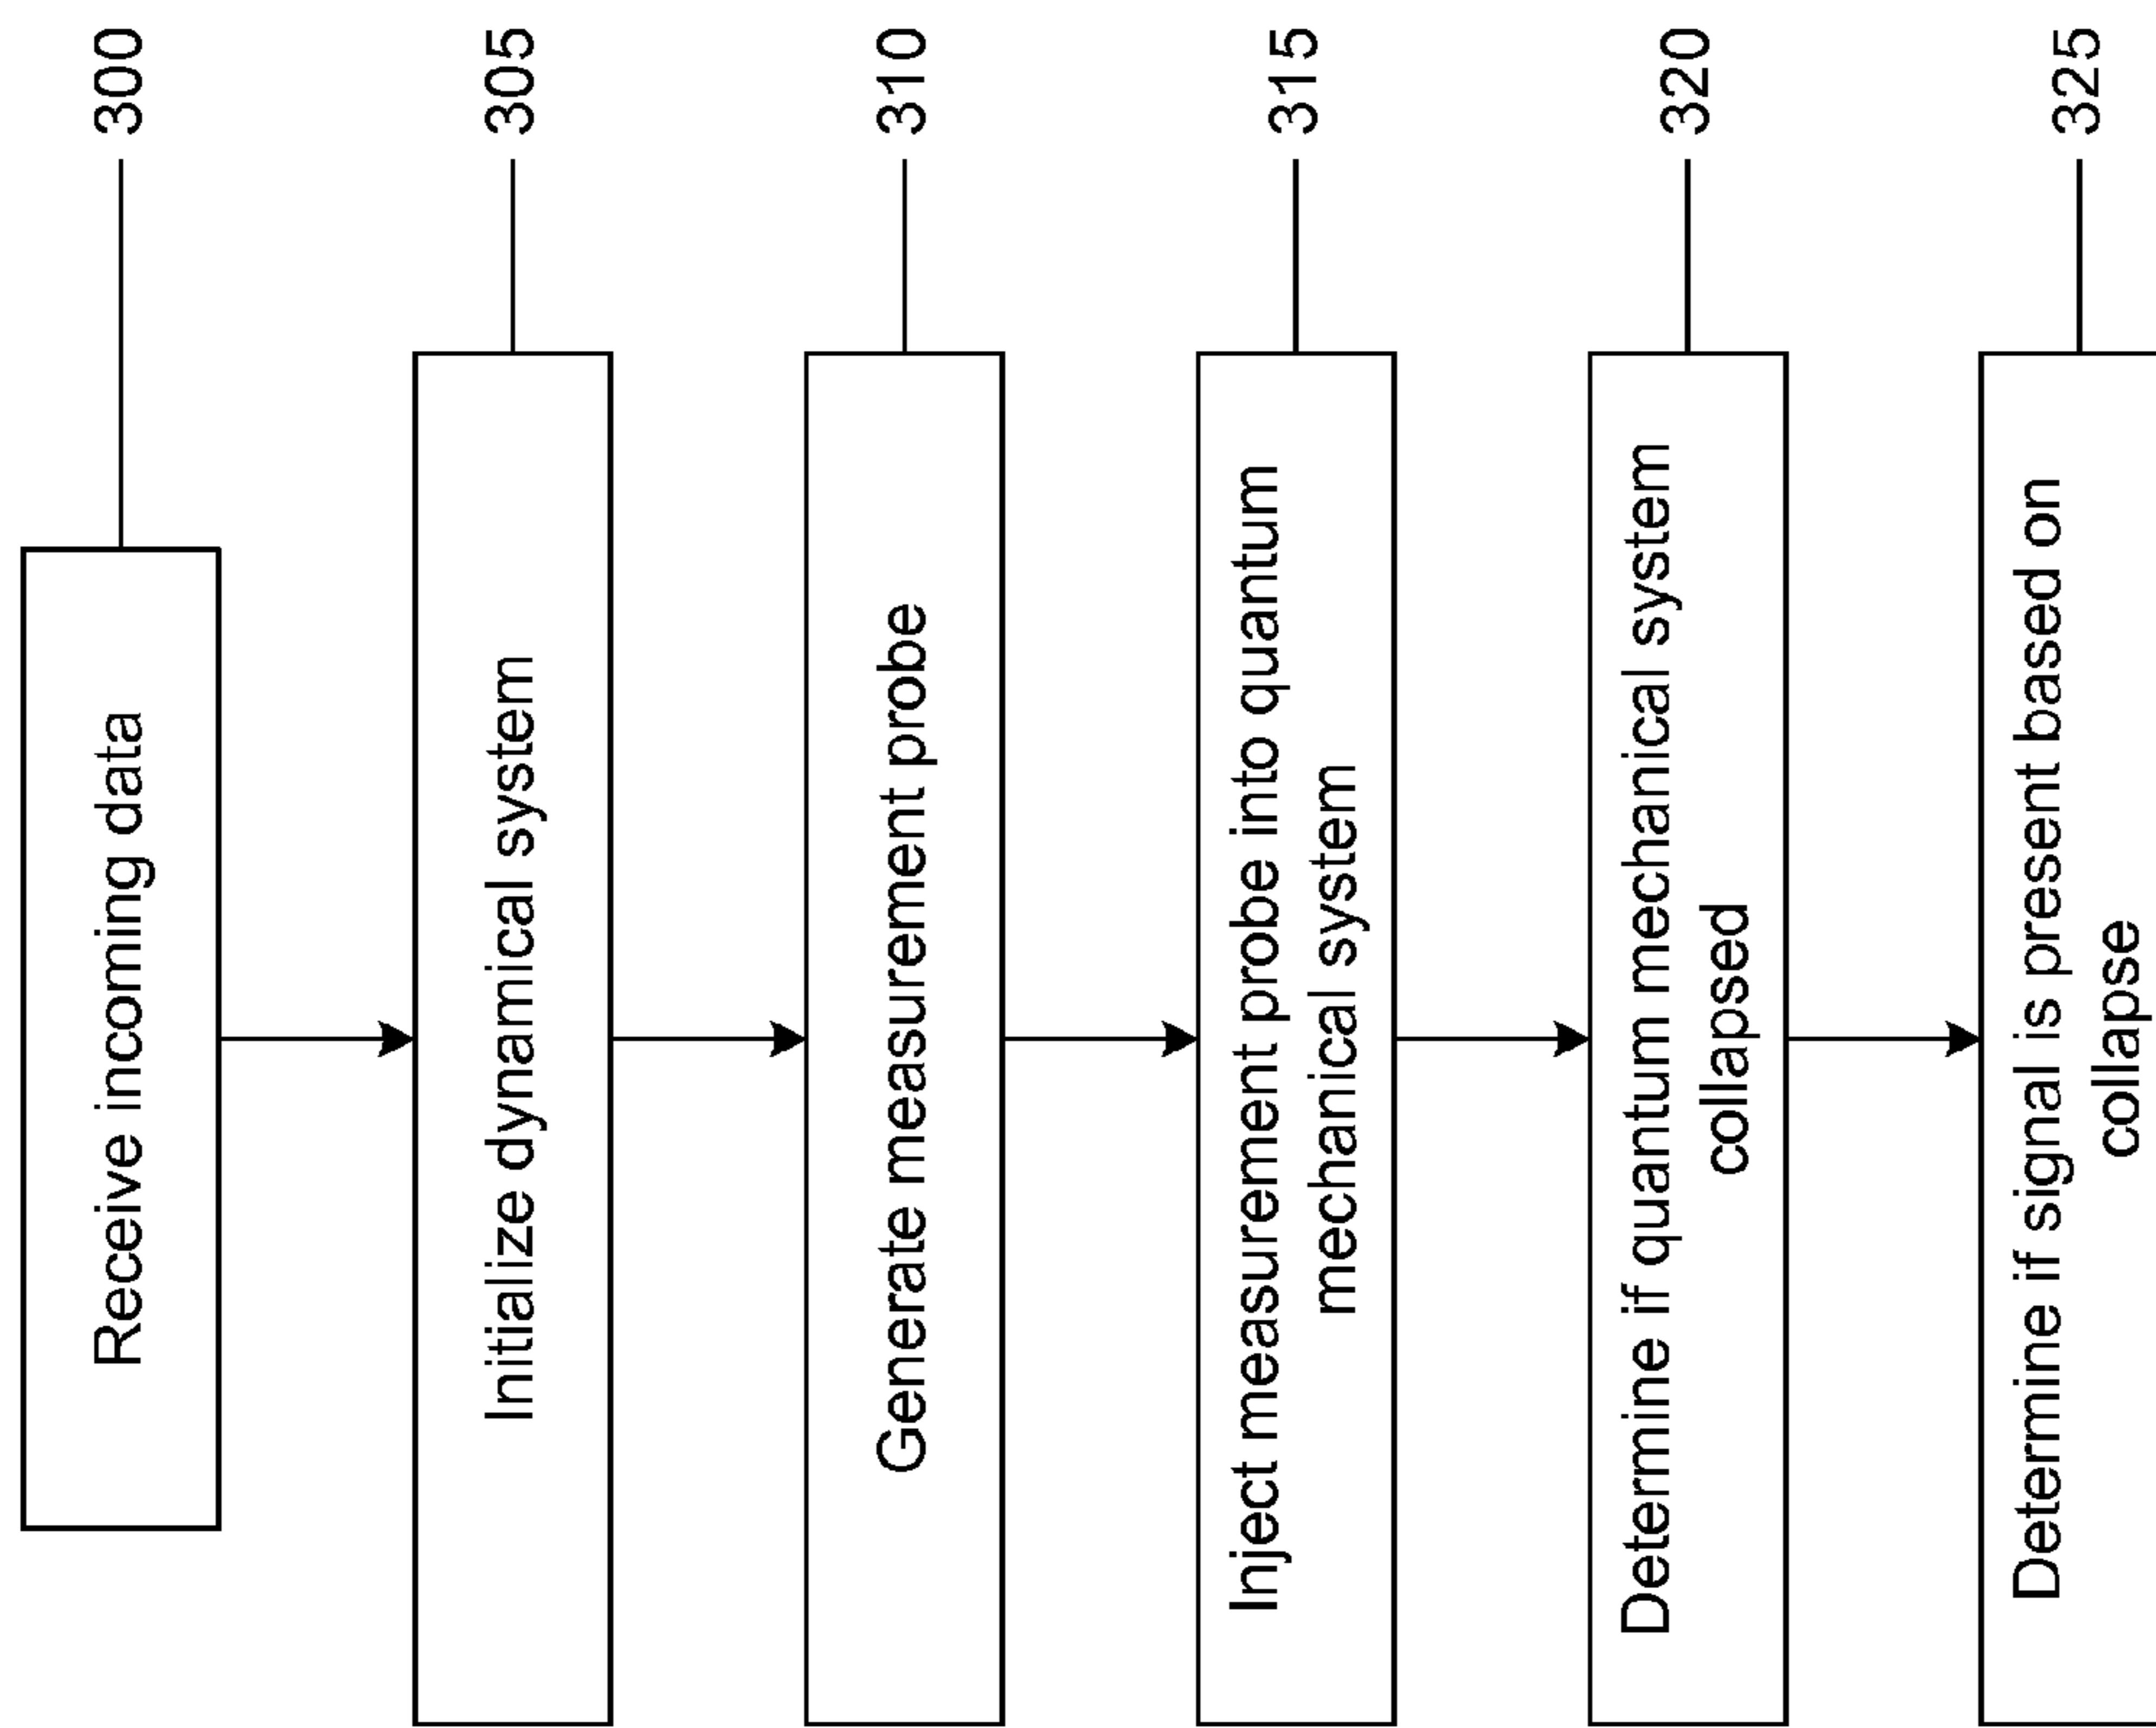 Receive incoming data
300
Initialize dynamical system
305
Generate measurement probe
310
Inject measurement probe into quantum
mechanical system
315
Determine if quantum mechanical system
collapsed
320
Determine if signal is present based on
collapse
325